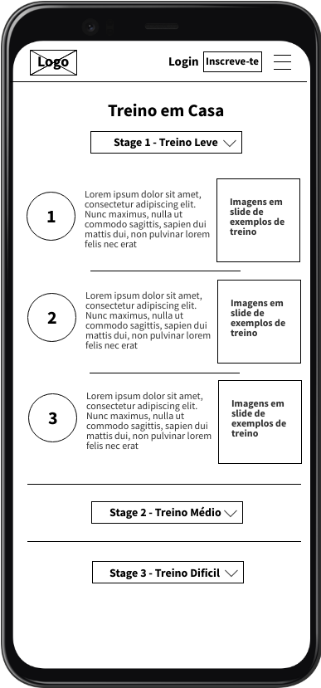 Logo
Login
Inscreve-te
Treino em Casa
Stage 1 - Treino Leve
1
Lorem ipsum dolor sit amet,
consectetur adipiscing elit.
Nunc maximus, nulla ut
commodo sagittis, sapien dui
mattis dui, non pulvinar lorem
felis nec erat
Imagens em
slide de
exemplos de
treino
2
Lorem ipsum dolor sit amet,
consectetur adipiscing elit.
Nunc maximus, nulla ut
commodo sagittis, sapien dui
mattis dui, non pulvinar lorem
felis nec erat
Imagens em
slide de
exemplos de
treino
3
Lorem ipsum dolor sit amet,
consectetur adipiscing elit.
Nunc maximus, nulla ut
commodo sagittis, sapien dui
mattis dui, non pulvinar lorem
felis nec erat
Imagens em
slide de
exemplos de
treino
Stage 2 - Treino Médio
Stage 3 - Treino Dificil